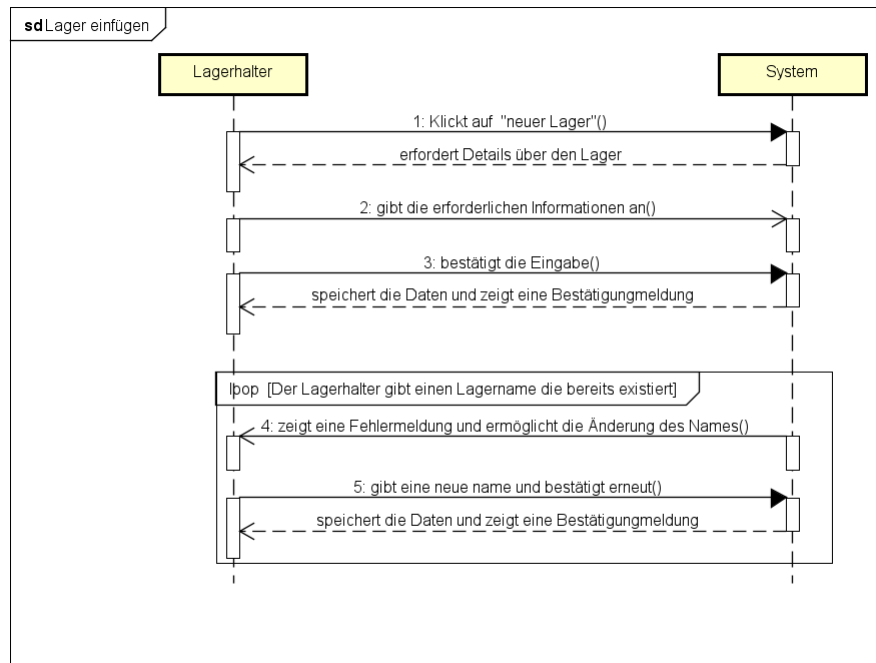 sd Lager einfügen
Lagerhalter
System
1: Klickt auf "neuer Lager"()
erfordert Details über den Lager
2: gibt die erforderlichen Informationen an()
3: bestätigt die Eingabe()
speichert die Daten und zeigt eine Bestätigungmeldung
loop [Der Lagerhalter gibt einen Lagername die bereits existiert]
4: zeigt eine Fehlermeldung und ermöglicht die Änderung des Names()
5: gibt eine neue name und bestätigt erneut()
speichert die Daten und zeigt eine Bestätigungmeldung